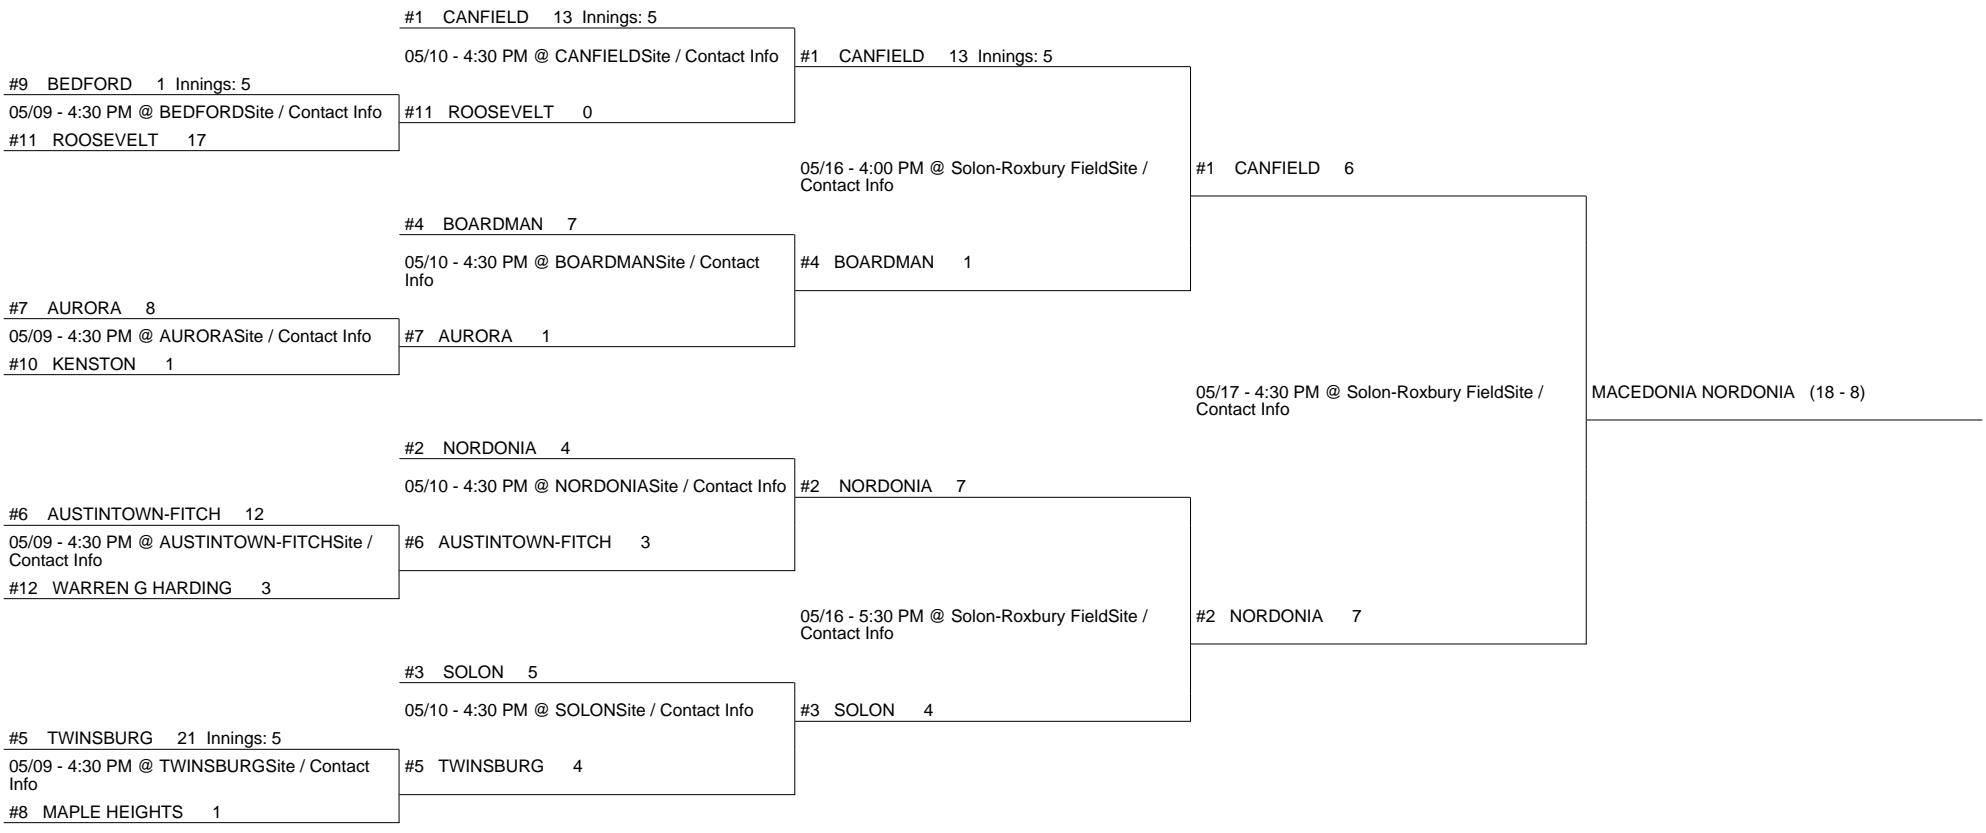 #1 CANFIELD 13 Innings: 5
05/10 - 4:30 PM @ CANFIELDSite / Contact Info
#1 CANFIELD 13 Innings: 5
#9 BEDFORD 1 Innings: 5
05/09 - 4:30 PM @ BEDFORDSite / Contact Info
#11 ROOSEVELT 0
#11 ROOSEVELT 17
05/16 - 4:00 PM @ Solon-Roxbury FieldSite /
Contact Info
#1 CANFIELD 6
#4 BOARDMAN 7
05/10 - 4:30 PM @ BOARDMANSite / Contact
Info
#4 BOARDMAN 1
#7 AURORA 8
05/09 - 4:30 PM @ AURORASite / Contact Info
#7 AURORA 1
#10 KENSTON 1
05/17 - 4:30 PM @ Solon-Roxbury FieldSite /
Contact Info
MACEDONIA NORDONIA (18 - 8)
#2 NORDONIA 4
05/10 - 4:30 PM @ NORDONIASite / Contact Info
#2 NORDONIA 7
#6 AUSTINTOWN-FITCH 12
05/09 - 4:30 PM @ AUSTINTOWN-FITCHSite /
Contact Info
#6 AUSTINTOWN-FITCH 3
#12 WARREN G HARDING 3
05/16 - 5:30 PM @ Solon-Roxbury FieldSite /
Contact Info
#2 NORDONIA 7
#3 SOLON 5
05/10 - 4:30 PM @ SOLONSite / Contact Info
#3 SOLON 4
#5 TWINSBURG 21 Innings: 5
05/09 - 4:30 PM @ TWINSBURGSite / Contact
Info
#5 TWINSBURG 4
#8 MAPLE HEIGHTS 1